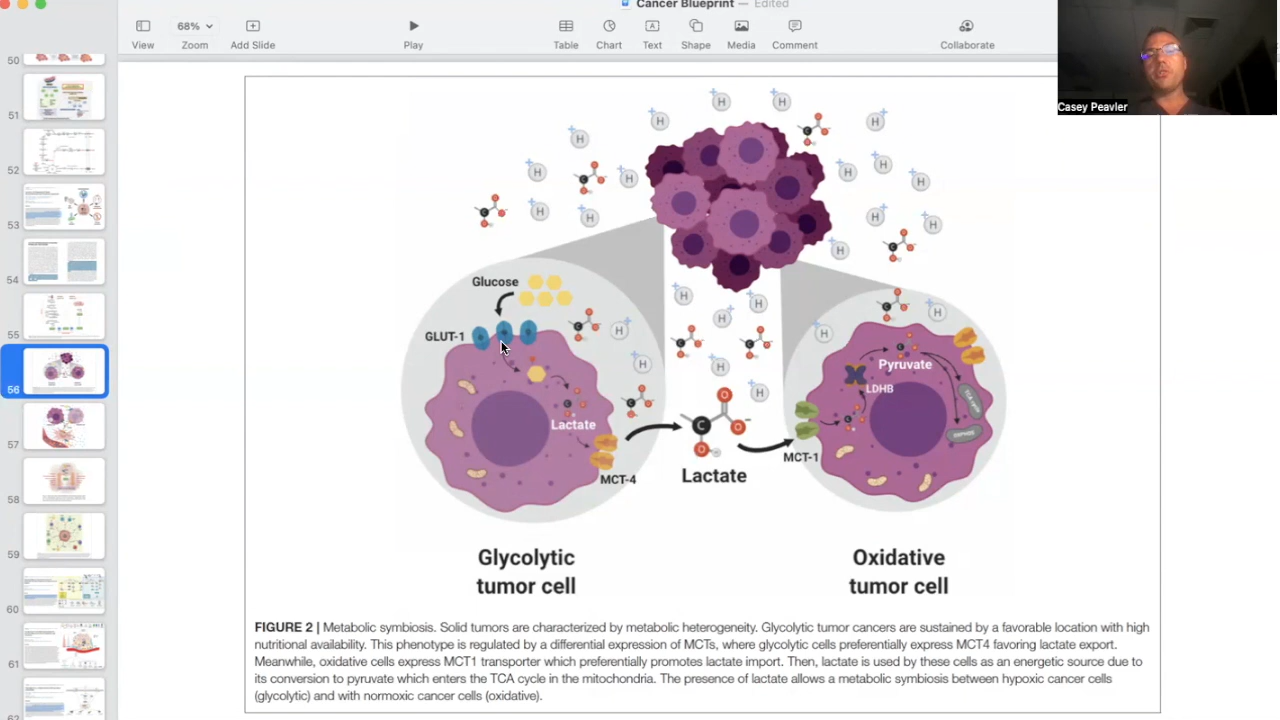 Cancer Blueprint — Edited
68%
View
Zoom
Add Slide
Play
Table
Chart
Text
Shape
Media
Comment
Collaborate
Casey Peavler
50
51
52
53
54
55
56
57
58
59
60
61
62
Glucose
GLUT-1
Lactate
MCT-4
Lactate
MCT-1
LDHB
Pyruvate
TCA cycle
OXPHOS
Glycolytic
tumor cell
Oxidative
tumor cell
FIGURE 2 | Metabolic symbiosis. Solid tumors are characterized by metabolic heterogeneity. Glycolytic tumor cancers are sustained by a favorable location with high
nutritional availability. This phenotype is regulated by a differential expression of MCTs, where glycolytic cells preferentially express MCT4 favoring lactate export.
Meanwhile, oxidative cells express MCT1 transporter which preferentially promotes lactate import. Then, lactate is used by these cells as an energetic source due to
its conversion to pyruvate which enters the TCA cycle in the mitochondria. The presence of lactate allows a metabolic symbiosis between hypoxic cancer cells
(glycolytic) and with normoxic cancer cells (oxidative).